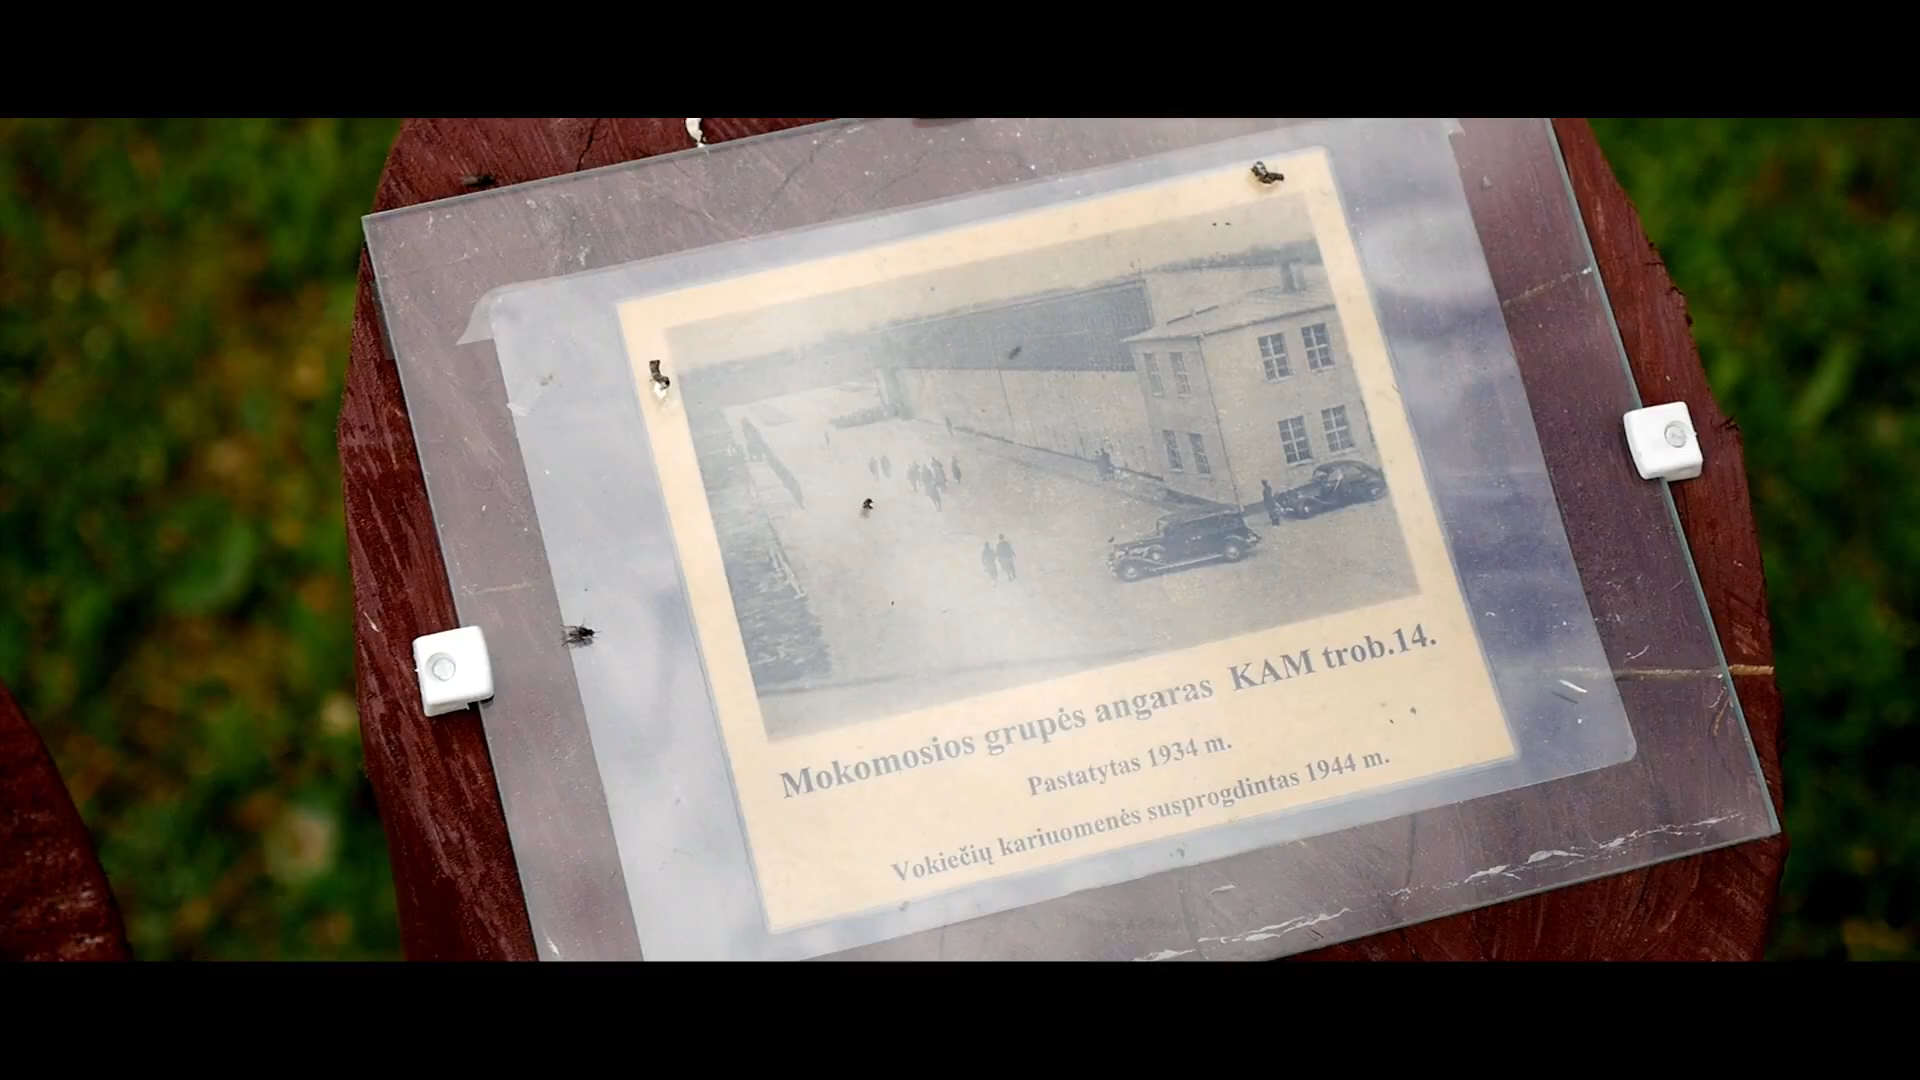 Mokomosios grupės angaras KAM trob.14.
Pastatytas 1934 m.
Vokiečių kariuomenės susprogdintas 1944 m.